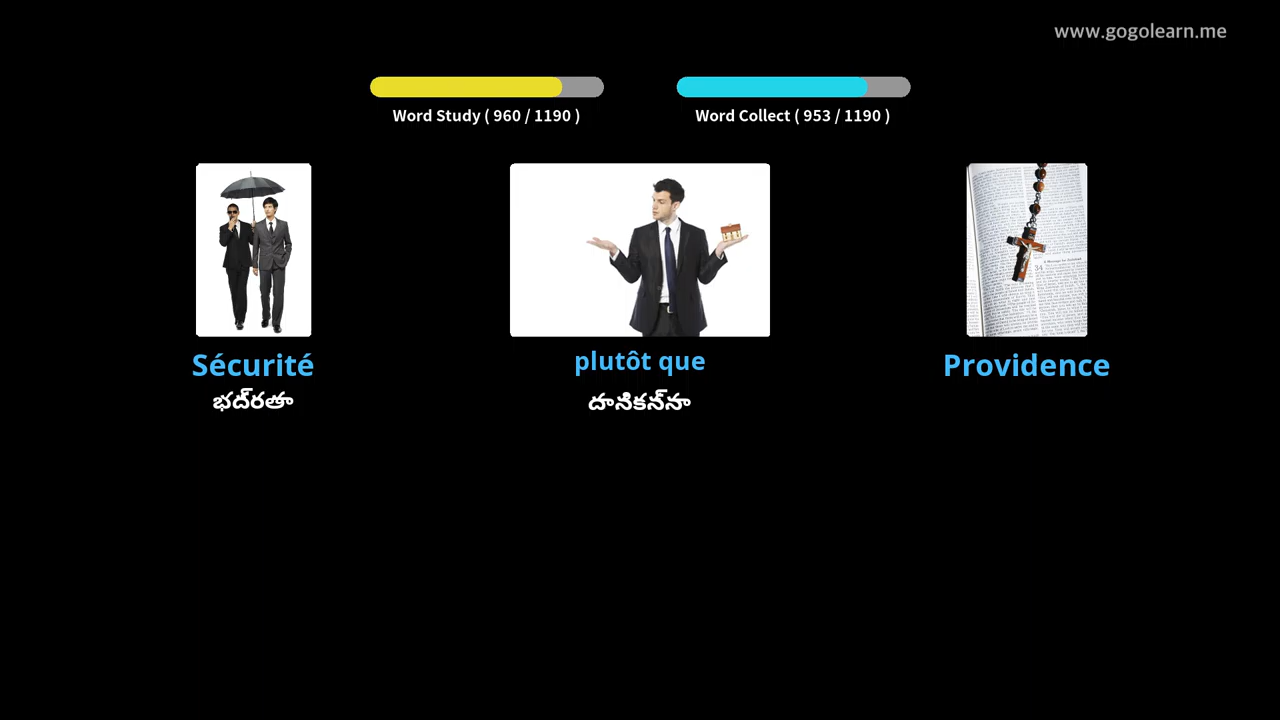 www.gogolearn.me
Word Study ( 960 / 1190 )
Word Collect ( 953 / 1190 )
Sécurité
plutôt que
Providence
భద్‌రతా
దానికన్‌నా